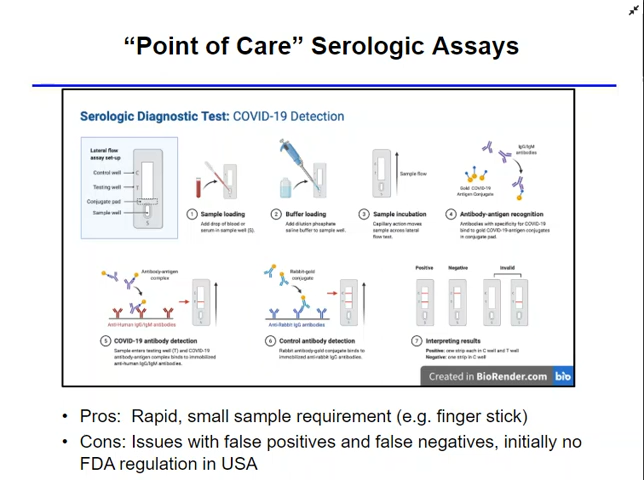 “Point of Care” Serologic Assays
Serologic Diagnostic Test: COVID-19 Detection
Lateral flow
assay set-up
Control well
Testing well
Conjugate pad
Sample well
C
T
S
1 Sample loading
Add drop of blood or
serum in sample well (S).
2 Buffer loading
Add dilution phosphate
saline buffer to sample well.
Sample flow
3 Sample incubation
Capillary action moves
sample across lateral
flow test.
IgG/IgM
antibodies
Gold COVID-19
Antigen Conjugate
4 Antibody-antigen recognition
Antibodies with specificity for COVID-19
bind to gold COVID-19-antigen conjugates
in conjugate pad.
Antibody-antigen
complex
Anti-Human IgG/IgM antibodies
5 COVID-19 antibody detection
Sample enters testing well (T) and COVID-19
antibody-antigen complex binds to immobilized
anti-human IgG/IgM antibodies.
Rabbit-gold
conjugate
Anti-Rabbit IgG antibodies
6 Control antibody detection
Rabbit antibody-gold conjugate binds to
immobilized anti-rabbit IgG antibodies.
Positive Negative Invalid
7 Interpreting results
Positive: one strip each in C well and T well
Negative: one strip in C well
Created in BioRender.com bio
• Pros: Rapid, small sample requirement (e.g. finger stick)
• Cons: Issues with false positives and false negatives, initially no
FDA regulation in USA